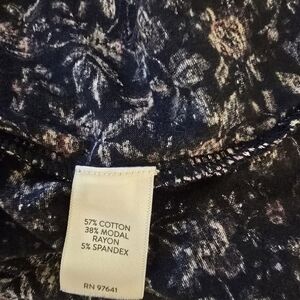 57% COTTON
38% MODAL
RAYON
5% SPANDEX
RN 97641